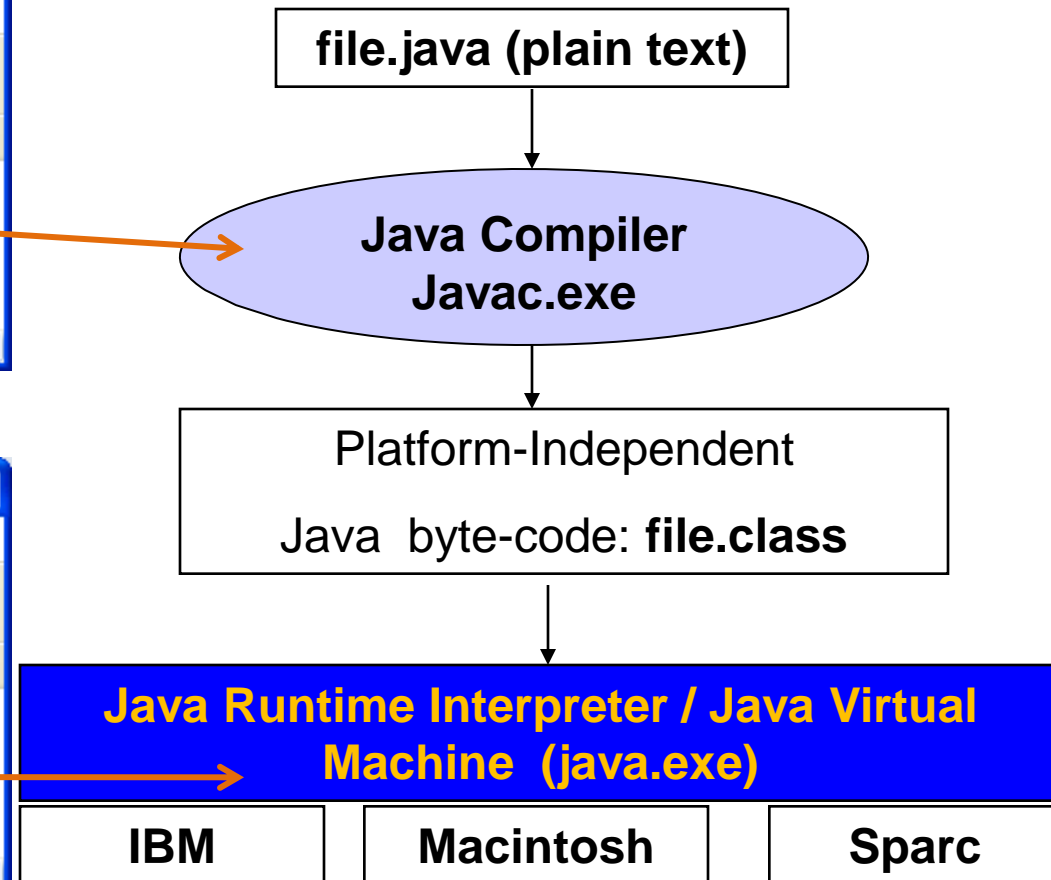 file.java (plain text)
Java Compiler
Javac.exe
Platform-Independent
Java byte-code: file.class
Java Runtime Interpreter / Java Virtual
Machine (java.exe)
IBM
Macintosh
Sparc